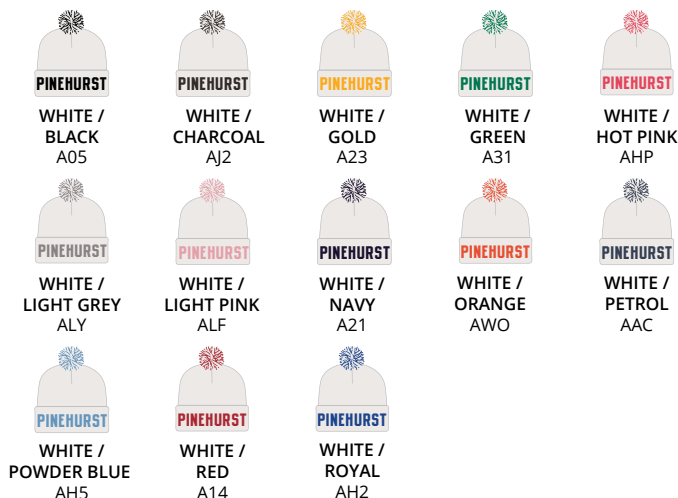 PINEHURST PINEHURST PINEHURST PINEHURST PINEHURST
WHITE / BLACK A05
WHITE / CHARCOAL AJ2
WHITE / GOLD A23
WHITE / GREEN A31
WHITE / HOT PINK AHP
PINEHURST PINEHURST PINEHURST PINEHURST PINEHURST
WHITE / LIGHT GREY ALY
WHITE / LIGHT PINK ALF
WHITE / NAVY A21
WHITE / ORANGE AWO
WHITE / PETROL AAC
PINEHURST PINEHURST PINEHURST
WHITE / POWDER BLUE AH5
WHITE / RED A14
WHITE / ROYAL AH2